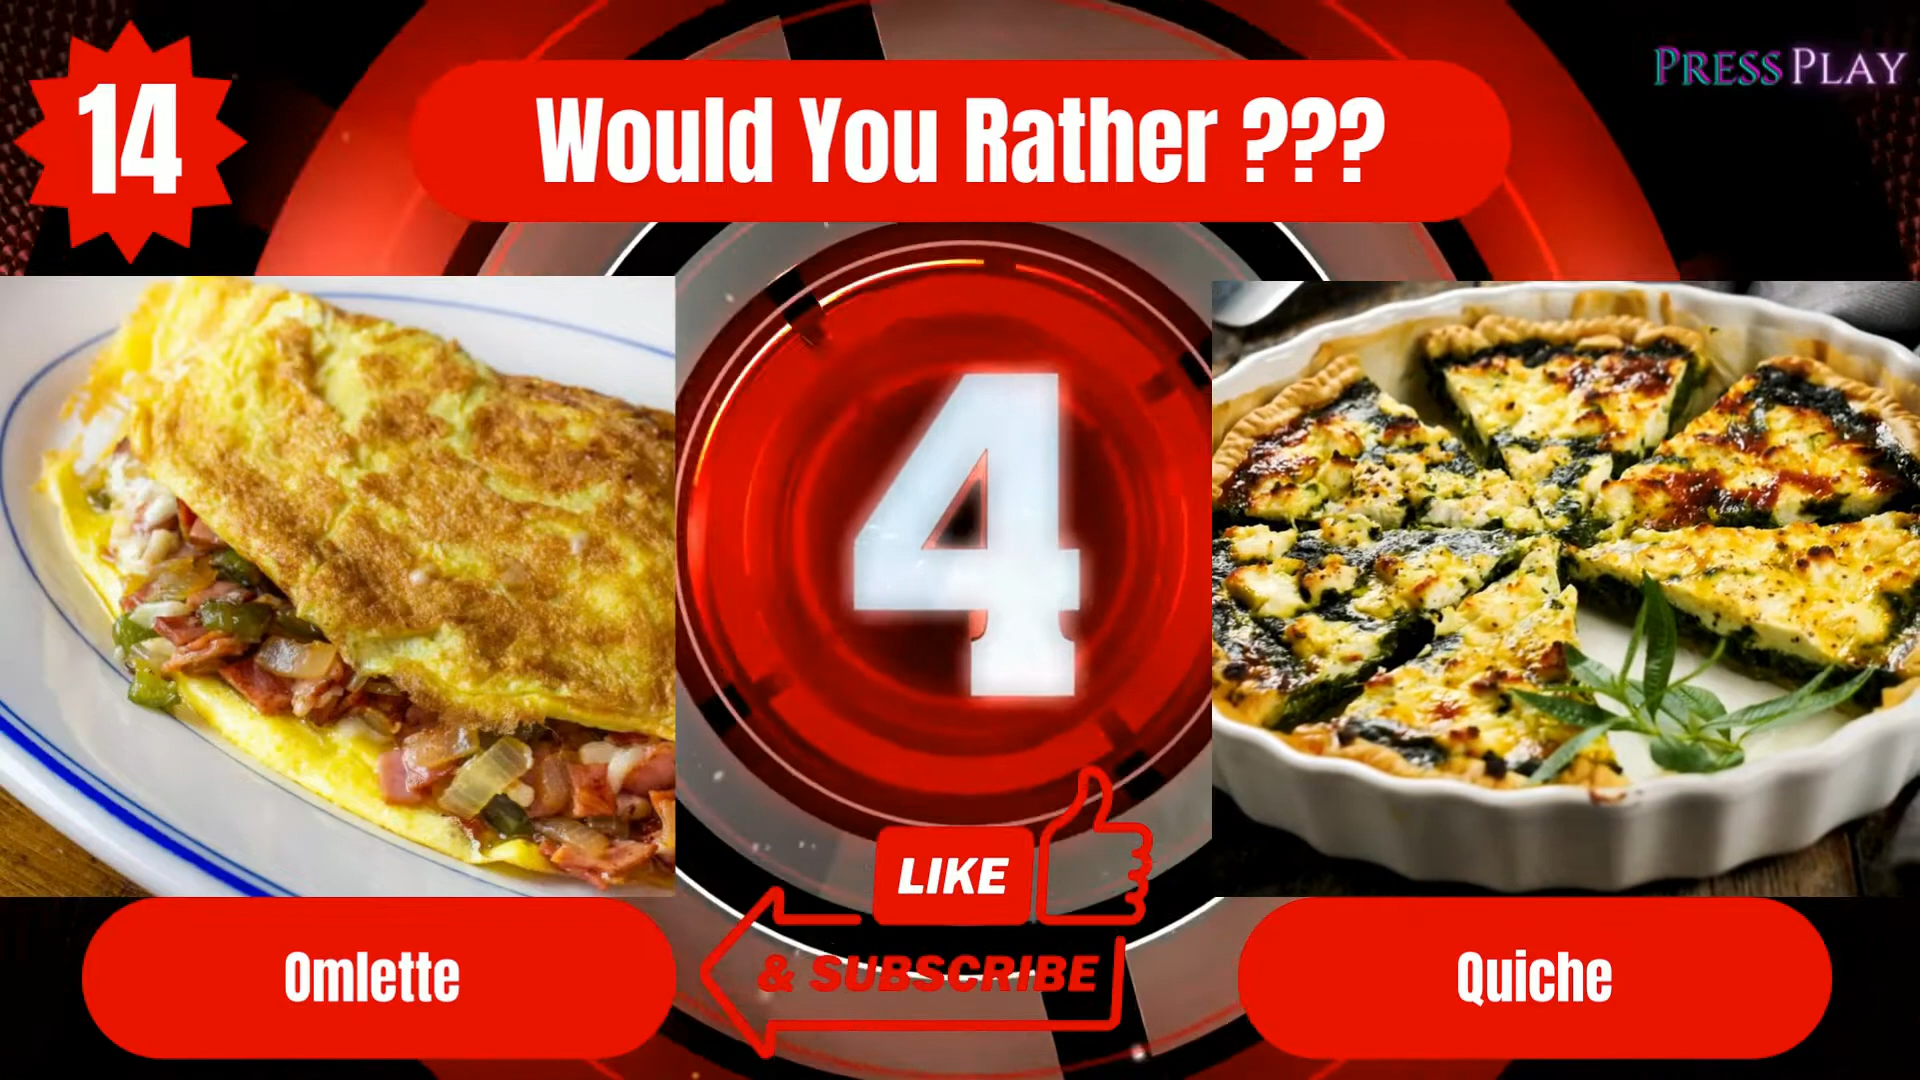 14
Would You Rather ???
PRESS PLAY
4
LIKE
& SUBSCRIBE
Omlette
Quiche